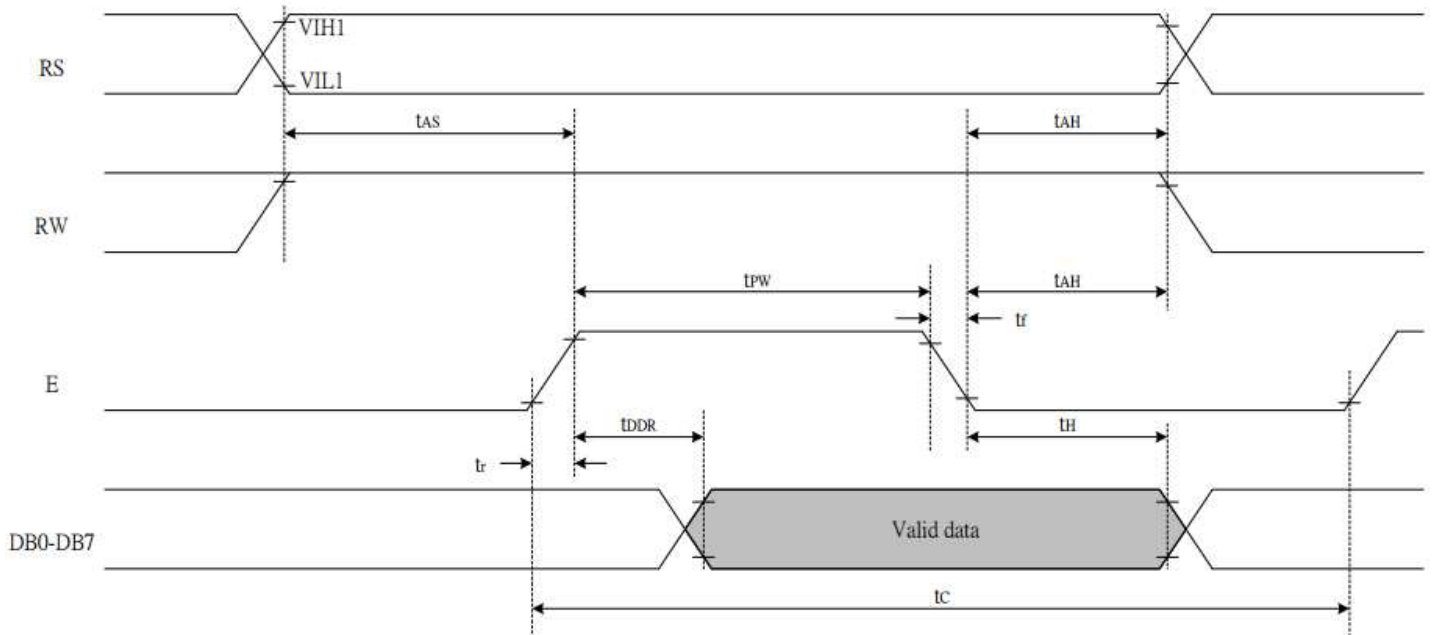 VIH1
RS
VIL1
tAS
tAH
RW
tPW
tAH
tf
E
tDDR
tH
tr
Valid data
DB0-DB7
tC